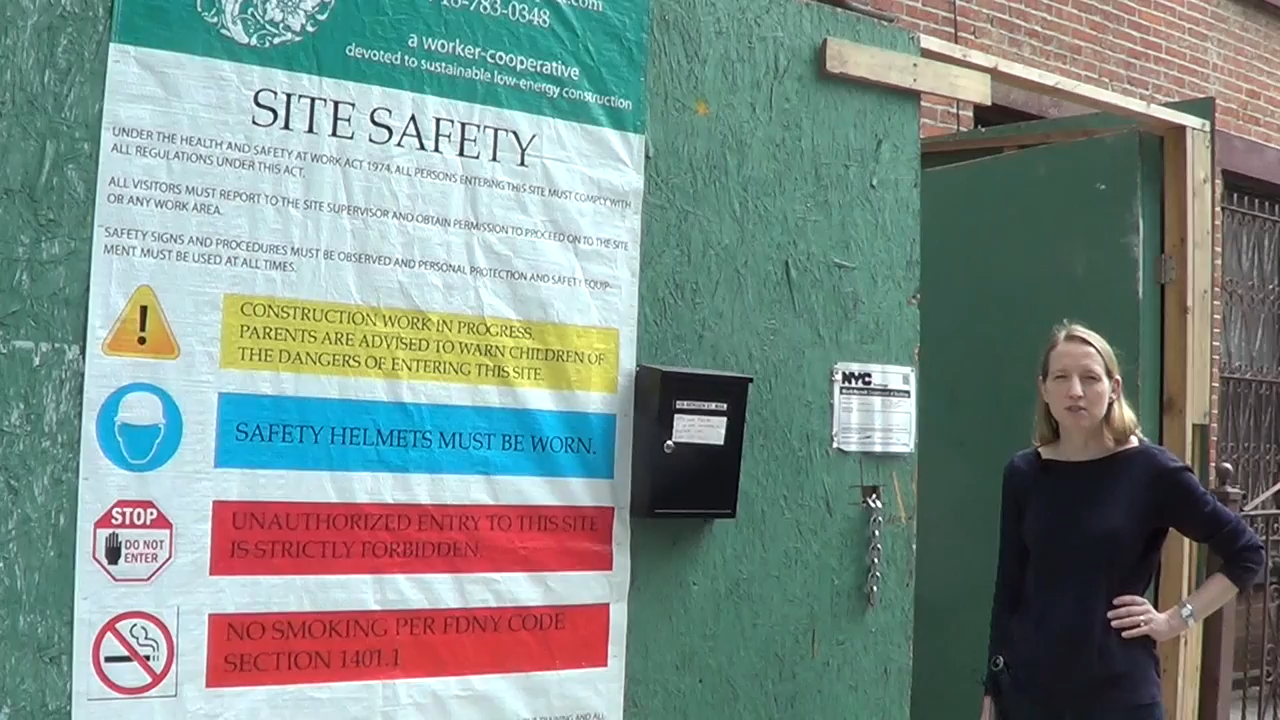 783-0348
a worker-cooperative
devoted to sustainable low-energy construction
SITE SAFETY
UNDER THE HEALTH AND SAFETY AT WORK ACT 1974, ALL PERSONS ENTERING THIS SITE MUST COMPLY WITH
ALL REGULATIONS UNDER THIS ACT.
ALL VISITORS MUST REPORT TO THE SITE SUPERVISOR AND OBTAIN PERMISSION TO PROCEED ON TO THE SITE
OR ANY WORK AREA.
SAFETY SIGNS AND PROCEDURES MUST BE OBSERVED AND PERSONAL PROTECTION AND SAFETY EQUIP-
MENT MUST BE USED AT ALL TIMES.
CONSTRUCTION WORK IN PROGRESS.
PARENTS ARE ADVISED TO WARN CHILDREN OF
THE DANGERS OF ENTERING THIS SITE.
SAFETY HELMETS MUST BE WORN.
STOP
DO NOT
ENTER
UNAUTHORIZED ENTRY TO THIS SITE
IS STRICTLY FORBIDDEN.
NO SMOKING PER FDNY CODE
SECTION 1401.1
NYC